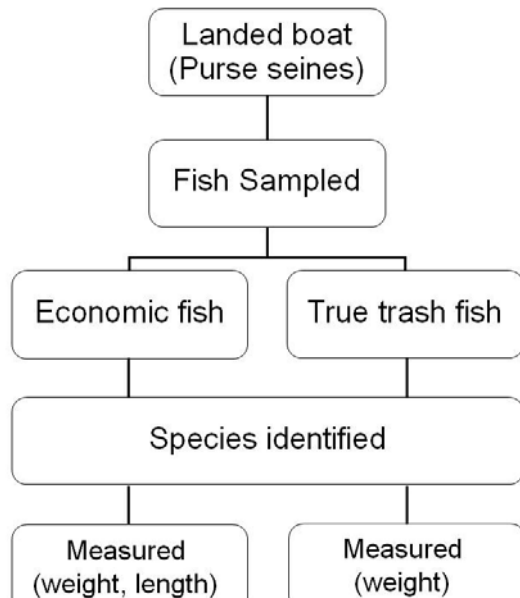 Landed boat
(Purse seines)
Fish Sampled
Economic fish
True trash fish
Species identified
Measured
(weight, length)
Measured
(weight)